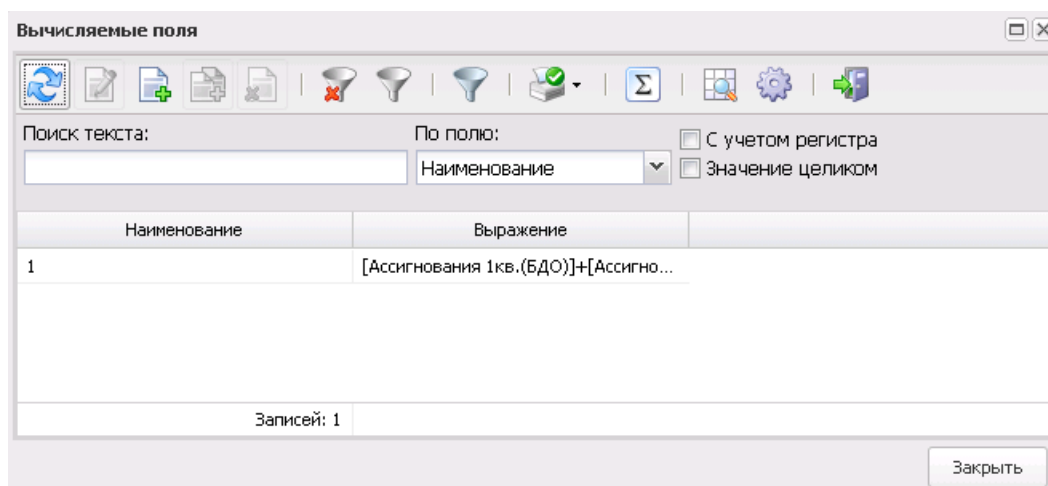 Вычисляемые поля
Поиск текста:
По полю:
С учетом регистра
Наименование
Значение целиком
Наименование
Выражение
1
[Ассигнования 1кв.(БДО)]+[Ассигно...
Записей: 1
Закрыть